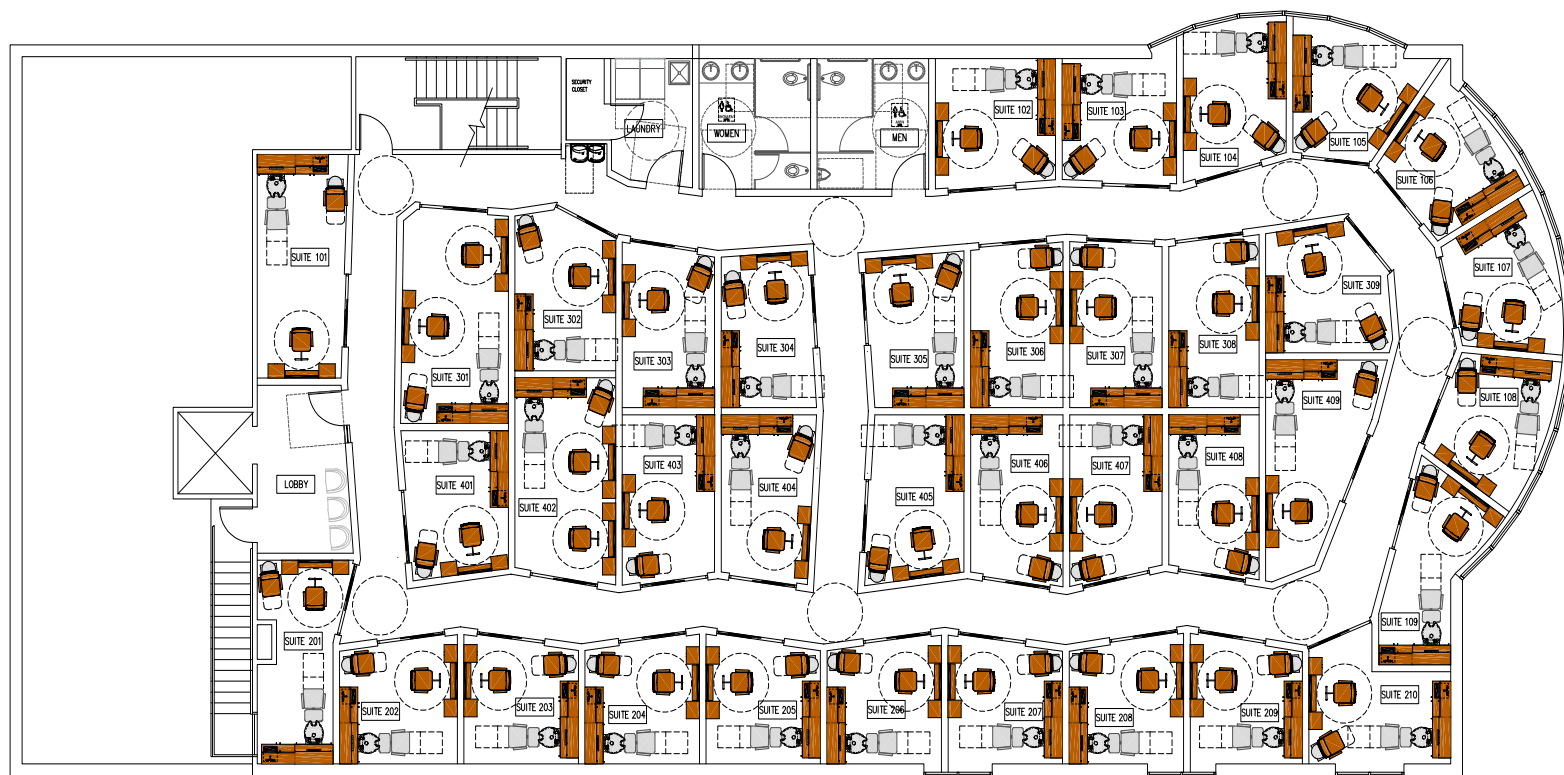 SECURITY
CLOSET
LAUNDRY
WOMEN
MEN
SUITE 102
SUITE 103
SUITE 104
SUITE 105
SUITE 106
SUITE 107
SUITE 108
SUITE 109
SUITE 101
SUITE 301
SUITE 302
SUITE 303
SUITE 304
SUITE 305
SUITE 306
SUITE 307
SUITE 308
SUITE 309
SUITE 401
SUITE 402
SUITE 403
SUITE 404
SUITE 405
SUITE 406
SUITE 407
SUITE 408
SUITE 409
LOBBY
SUITE 201
SUITE 202
SUITE 203
SUITE 204
SUITE 205
SUITE 206
SUITE 207
SUITE 208
SUITE 209
SUITE 210